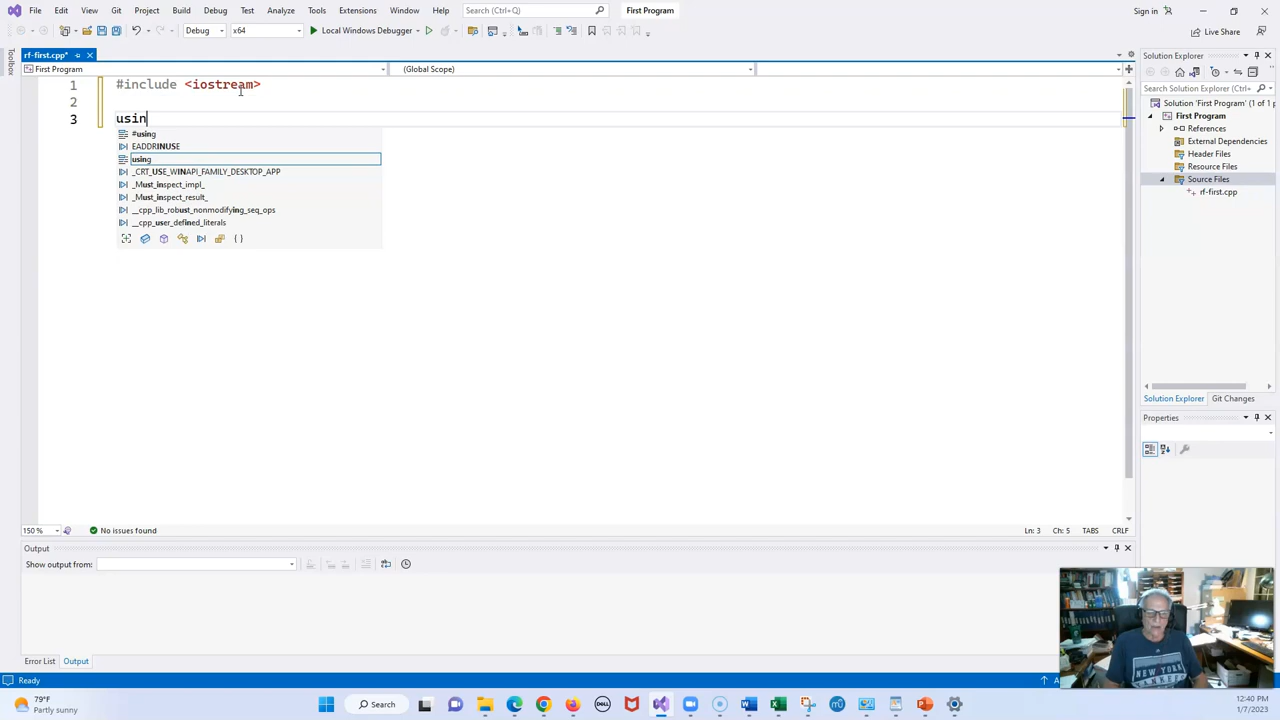 File Edit View Git Project Build Debug Test Analyze Tools Extensions Window Help Search (Ctrl+Q) First Program Sign in
Debug x64 Local Windows Debugger Live Share
Toolbox
rf-first.cpp*
First Program (Global Scope)
1 #include <iostream>
2
3 usin
#using
EADDRINUSE
using
_CRT_USE_WINAPI_FAMILY_DESKTOP_APP
_Must_inspect_impl_
_Must_inspect_result_
__cpp_lib_robust_nonmodifying_seq_ops
__cpp_user_defined_literals
{ }
Solution Explorer
Search Solution Explorer (Ctrl+;)
Solution 'First Program' (1 of 1 project)
First Program
References
External Dependencies
Header Files
Resource Files
Source Files
rf-first.cpp
Solution Explorer Git Changes
Properties
150 % No issues found Ln: 3 Ch: 5 TABS CRLF
Output
Show output from:
Error List Output
Ready
NEW YORK
79°F
Partly sunny
Search
DELL
12:40 PM
1/7/2023